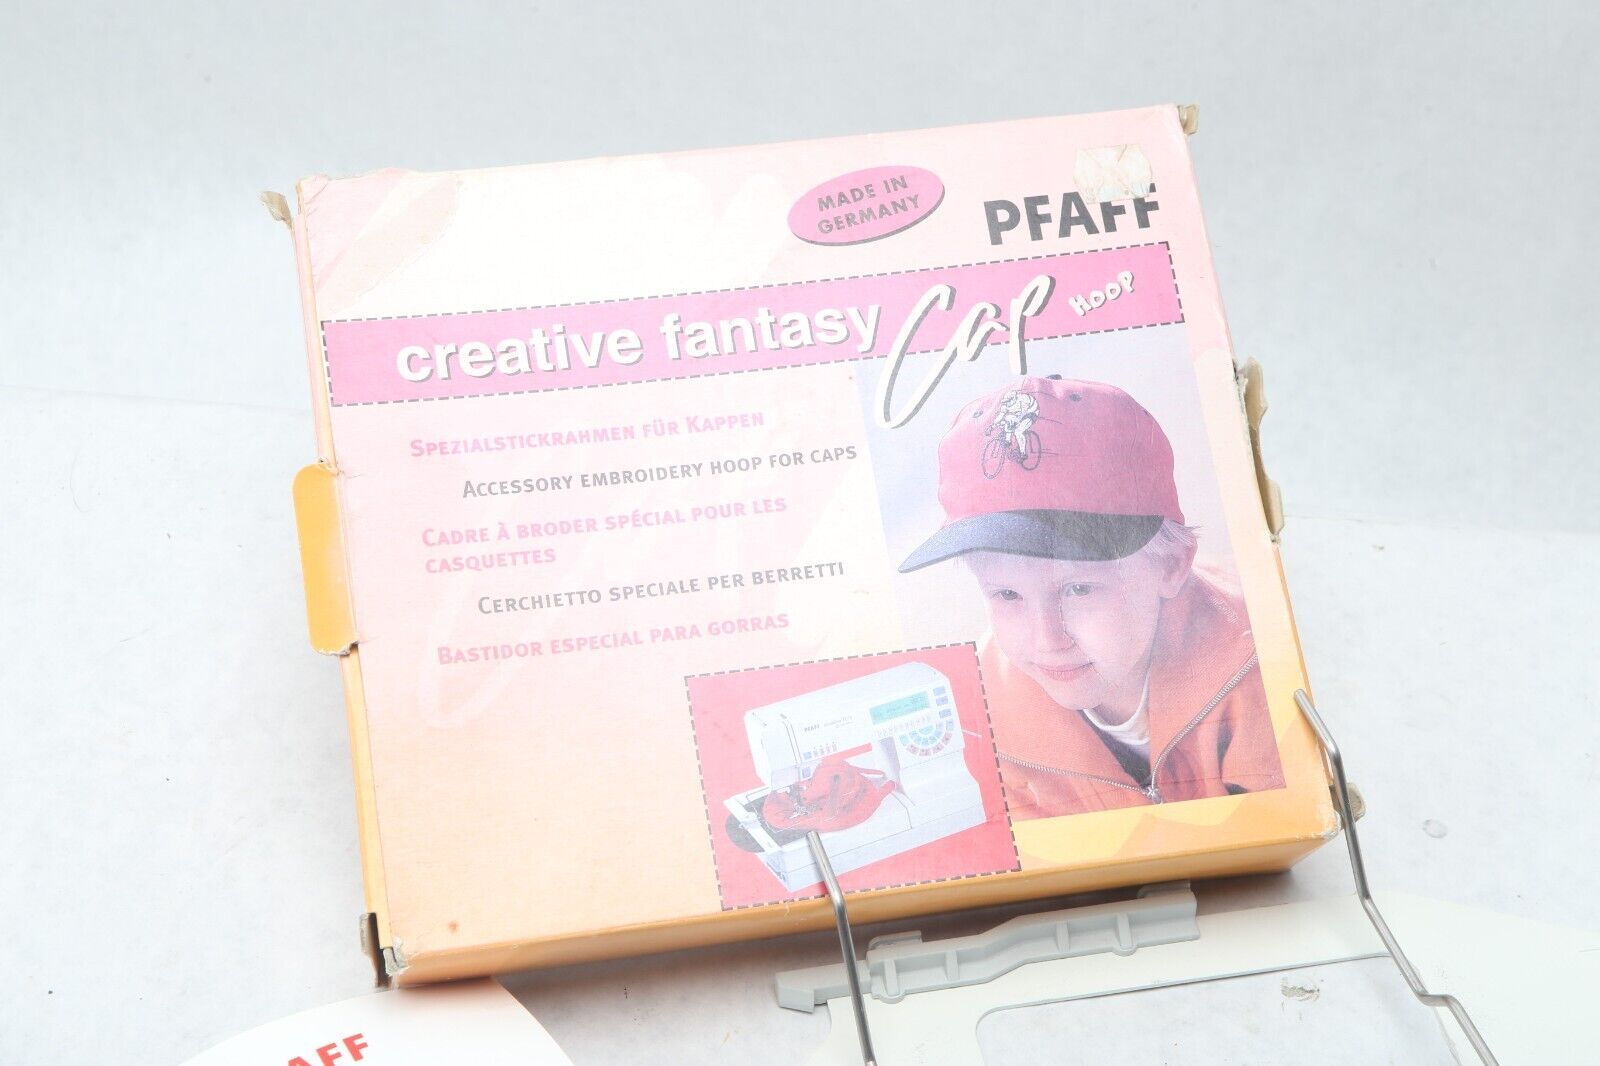 MADE IN
GERMANY
PFAFF
creative fantasy Cap HOOP
SPEZIALSTICKRAHMEN FÜR KAPPEN
ACCESSORY EMBROIDERY HOOP FOR CAPS
CADRE À BRODER SPÉCIAL POUR LES
CASQUETTES
CERCHIETTO SPECIALE PER BERRETTI
BASTIDOR ESPECIAL PARA GORRAS
PFAFF
AFF